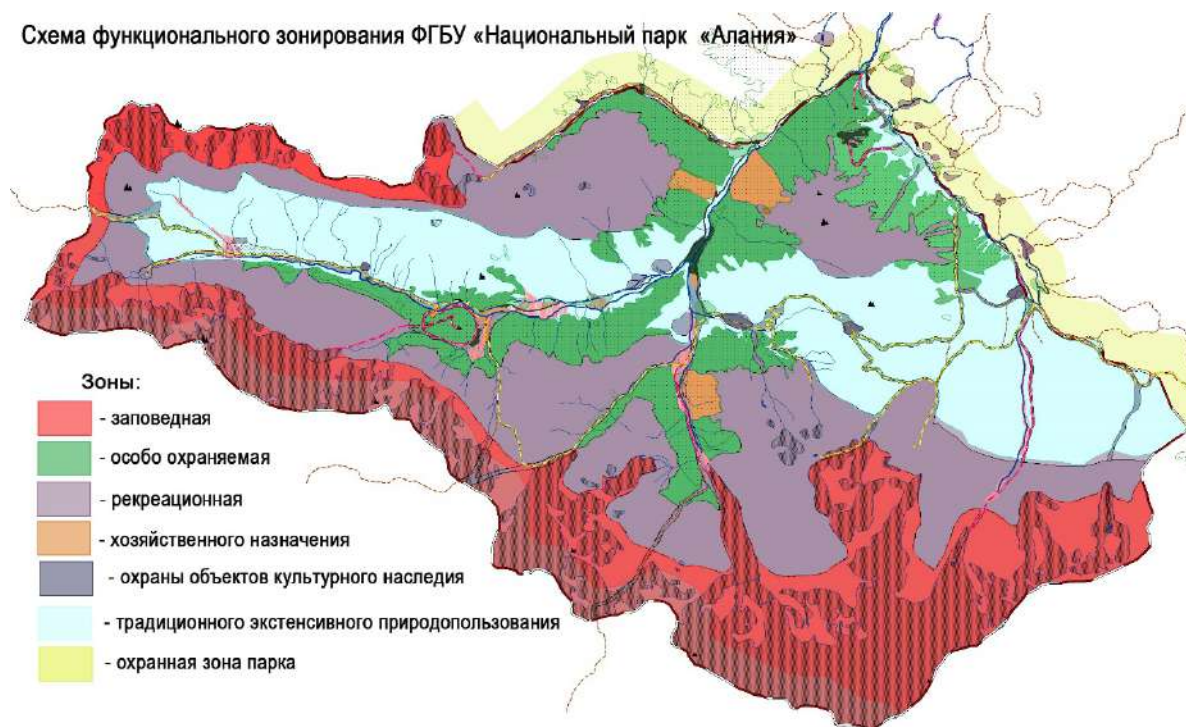 Схема функционального зонирования ФГБУ «Национальный парк «Алания»
Зоны:
- заповедная
- особо охраняемая
- рекреационная
- хозяйственного назначения
- охраны объектов культурного наследия
- традиционного экстенсивного природопользования
- охранная зона парка